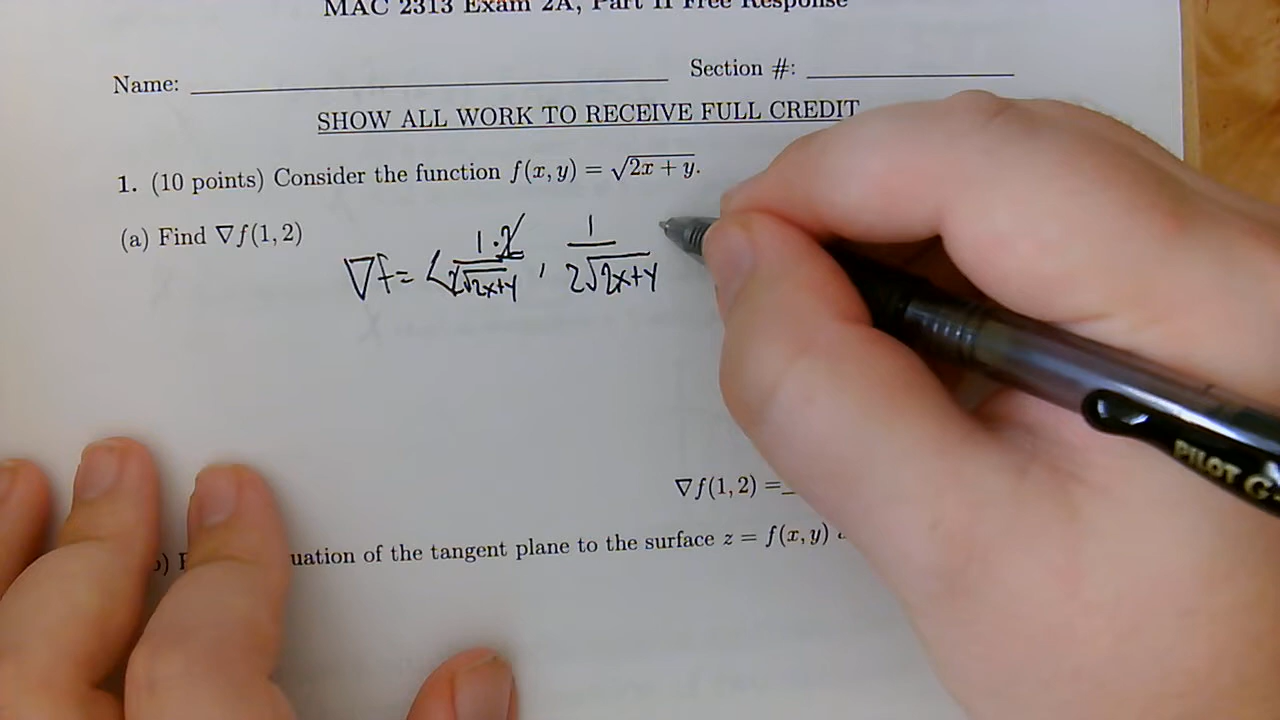 MAC 2313 Exam 2A, Part II Free Response
Name: Section #:
SHOW ALL WORK TO RECEIVE FULL CREDIT
1. (10 points) Consider the function f(x, y) = √(2x + y).
(a) Find ∇f(1, 2)
∇f = < 1·2 / 2√(2x+y) , 1 / 2√(2x+y)
∇f(1, 2) =
uation of the tangent plane to the surface z = f(x, y)
PILOT G